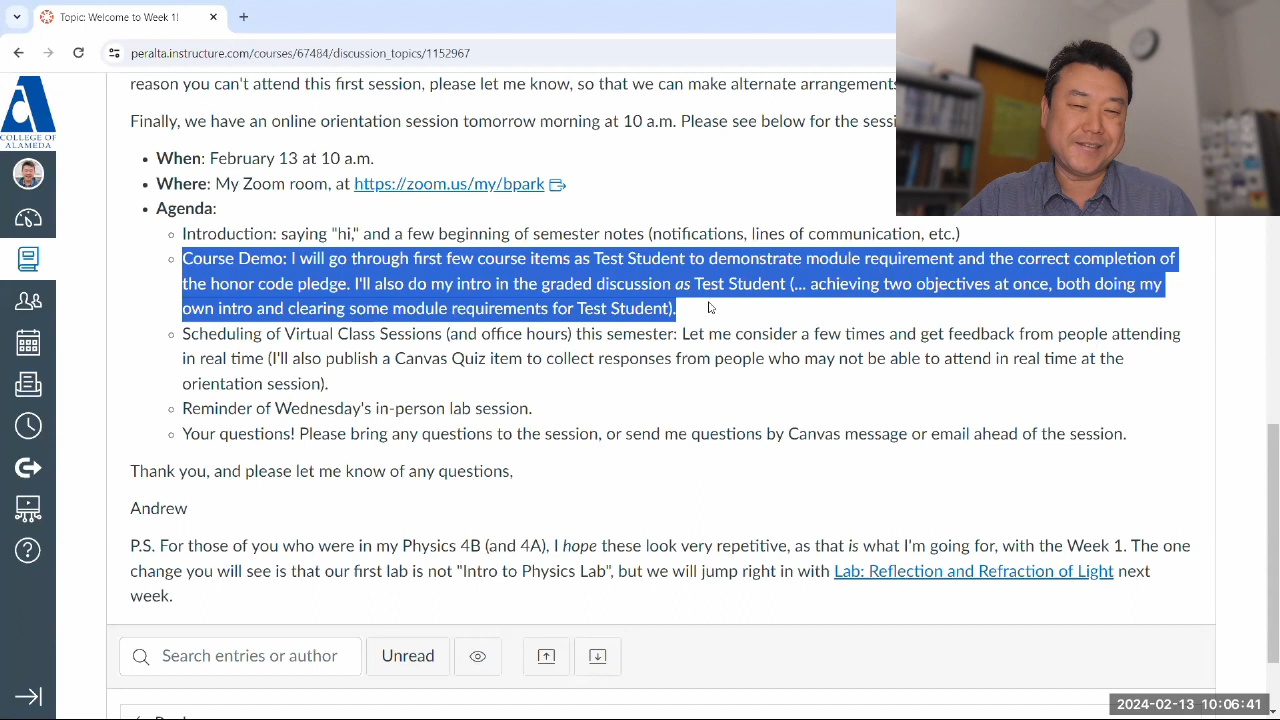 Topic: Welcome to Week 1!
peralta.instructure.com/courses/67484/discussion_topics/1152967
COLLEGE OF
ALAMEDA
reason you can't attend this first session, please let me know, so that we can make alternate arrangements
Finally, we have an online orientation session tomorrow morning at 10 a.m. Please see below for the
When: February 13 at 10 a.m.
Where: My Zoom room, at https://zoom.us/my/bpark
Agenda:
Introduction: saying "hi," and a few beginning of semester notes (notifications, lines of communication, etc.)
Course Demo: I will go through first few course items as Test Student to demonstrate module requirement and the correct completion of
the honor code pledge. I'll also do my intro in the graded discussion as Test Student (... achieving two objectives at once, both doing my
own intro and clearing some module requirements for Test Student).
Scheduling of Virtual Class Sessions (and office hours) this semester: Let me consider a few times and get feedback from people attending
in real time (I'll also publish a Canvas Quiz item to collect responses from people who may not be able to attend in real time at the
orientation session).
Reminder of Wednesday's in-person lab session.
Your questions! Please bring any questions to the session, or send me questions by Canvas message or email ahead of the session.
Thank you, and please let me know of any questions,
Andrew
P.S. For those of you who were in my Physics 4B (and 4A), I hope these look very repetitive, as that is what I'm going for, with the Week 1. The one
change you will see is that our first lab is not "Intro to Physics Lab", but we will jump right in with Lab: Reflection and Refraction of Light next
week.
Search entries or author
Unread
2024-02-13 10:06:41